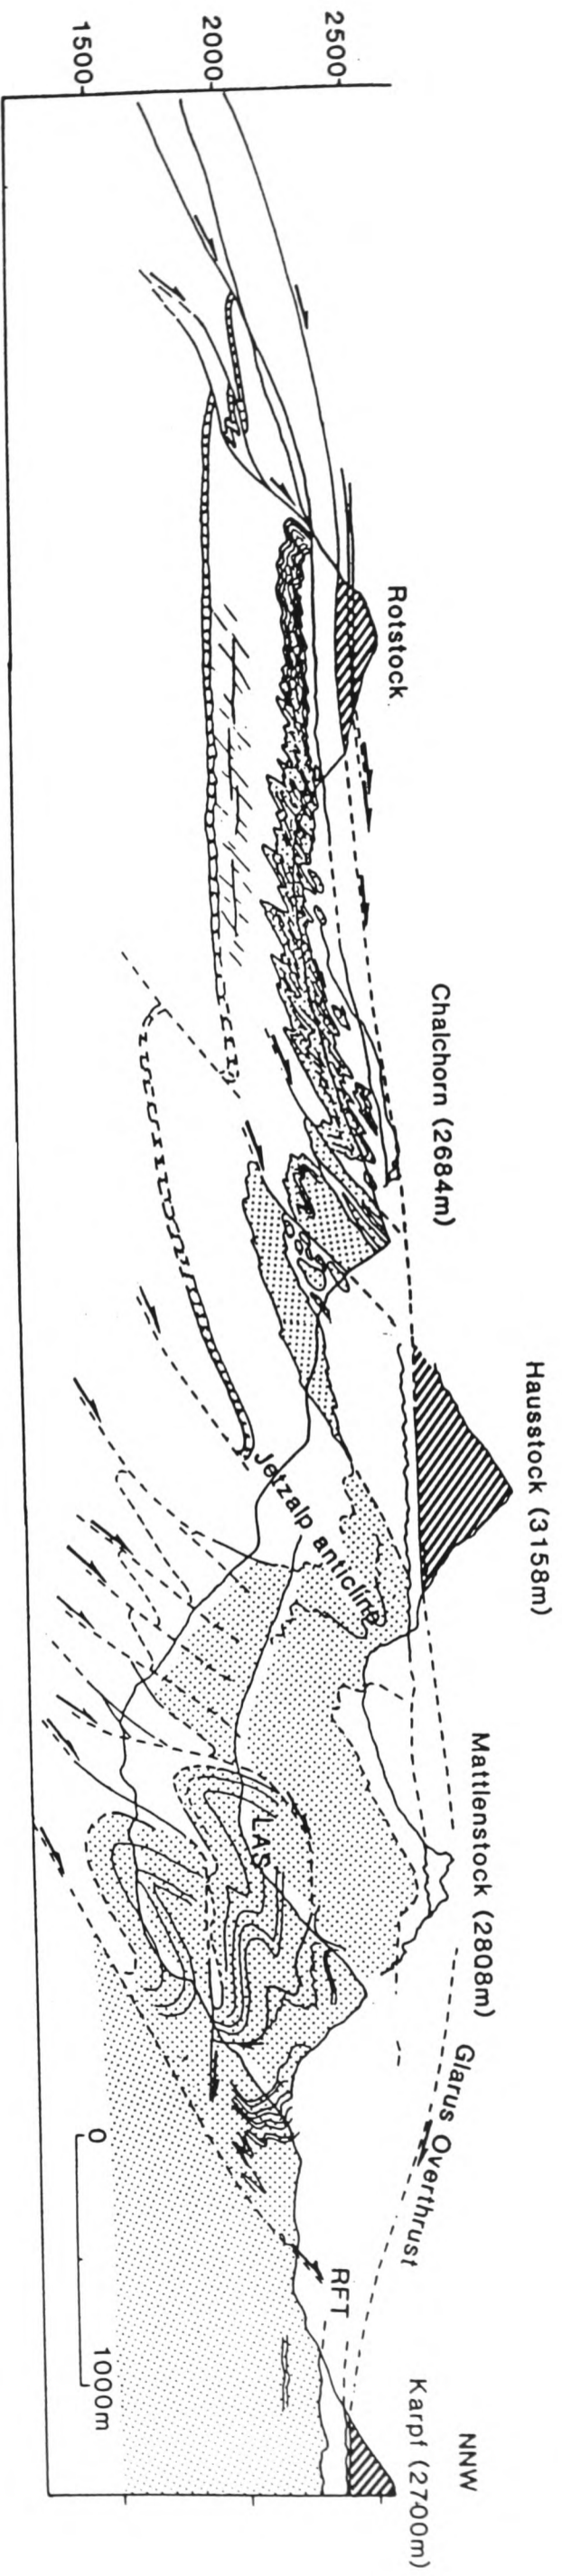 2500
2000
1500
Rotstock
Chalchorn (2684m)
Hausstock (3158m)
Mattlenstock (2808m)
NNW
Karpf (2700m)
Glarus Overthrust
Jetzalp anticline
LAS
RFT
0
1000m